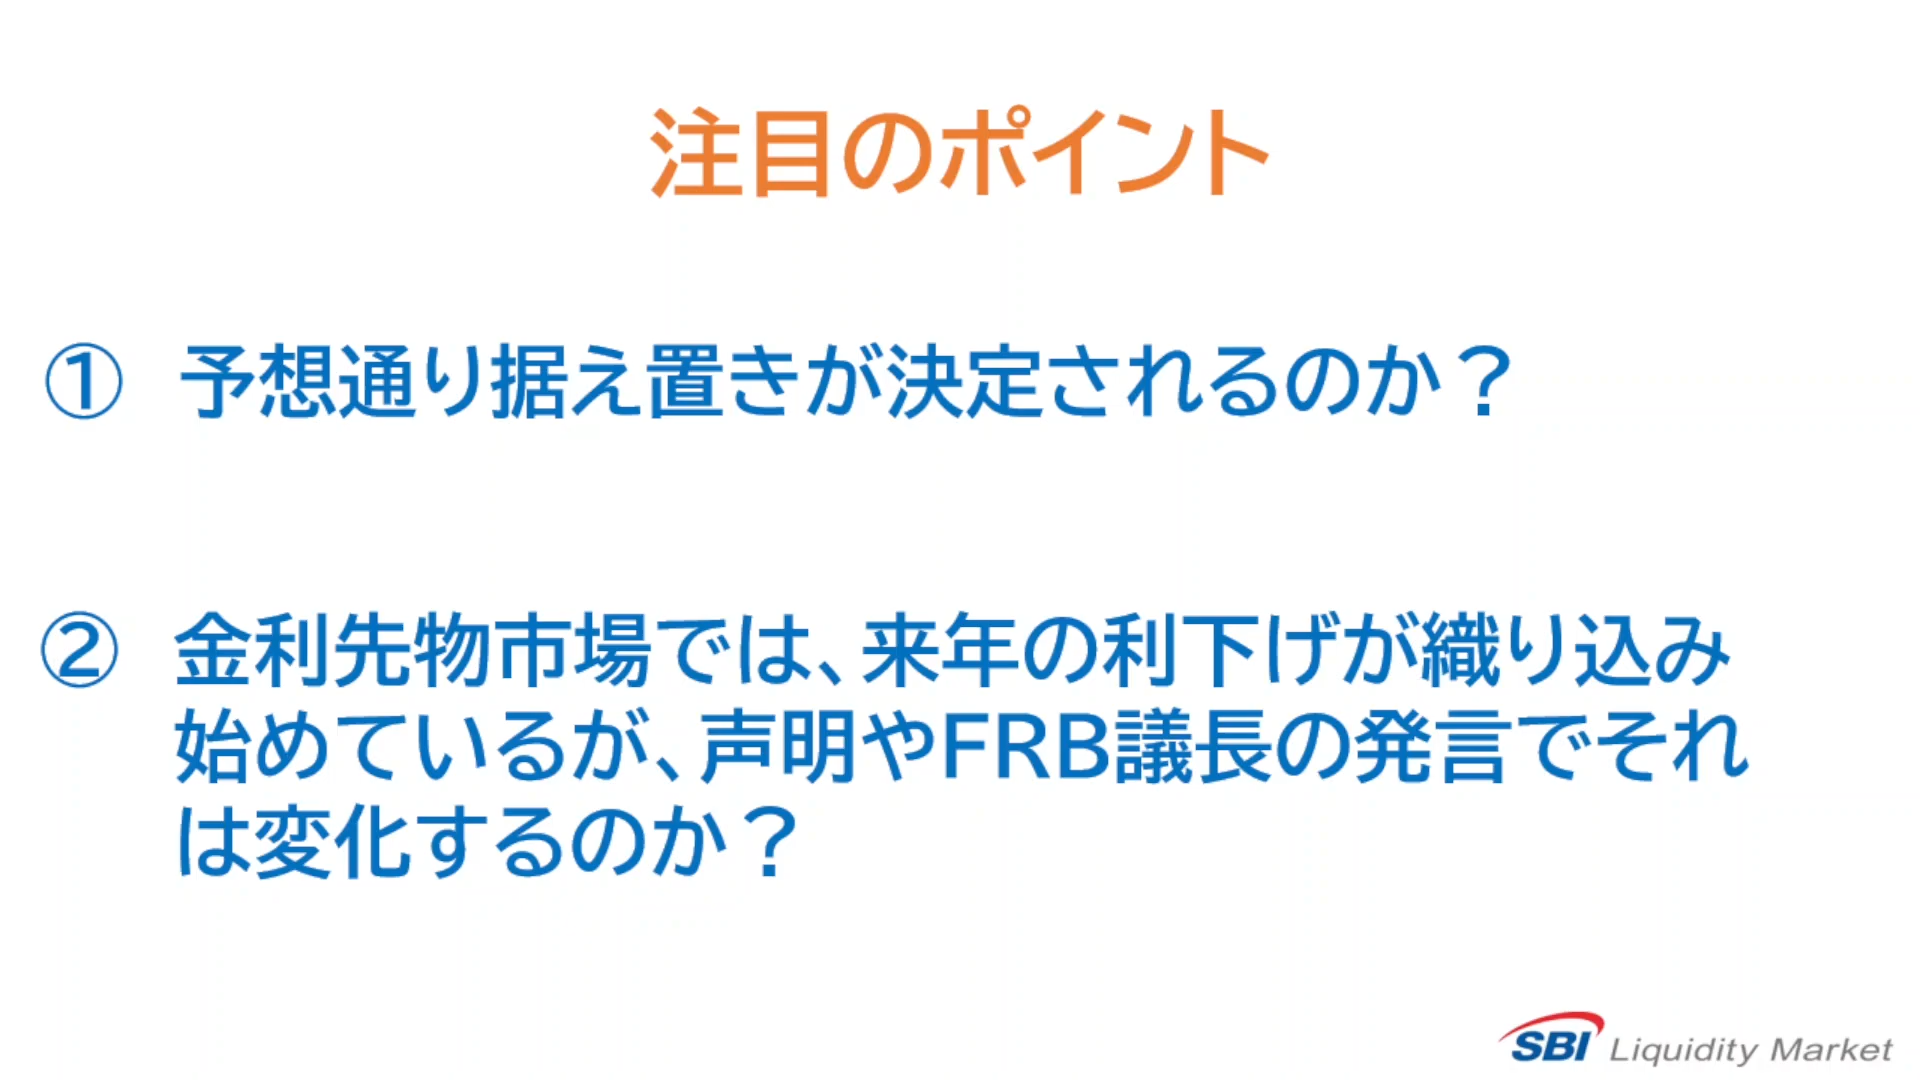 注目のポイント
① 予想通り据え置きが決定されるのか？
② 金利先物市場では、来年の利下げが織り込み
始めているが、声明やFRB議長の発言でそれ
は変化するのか？
SBI Liquidity Market